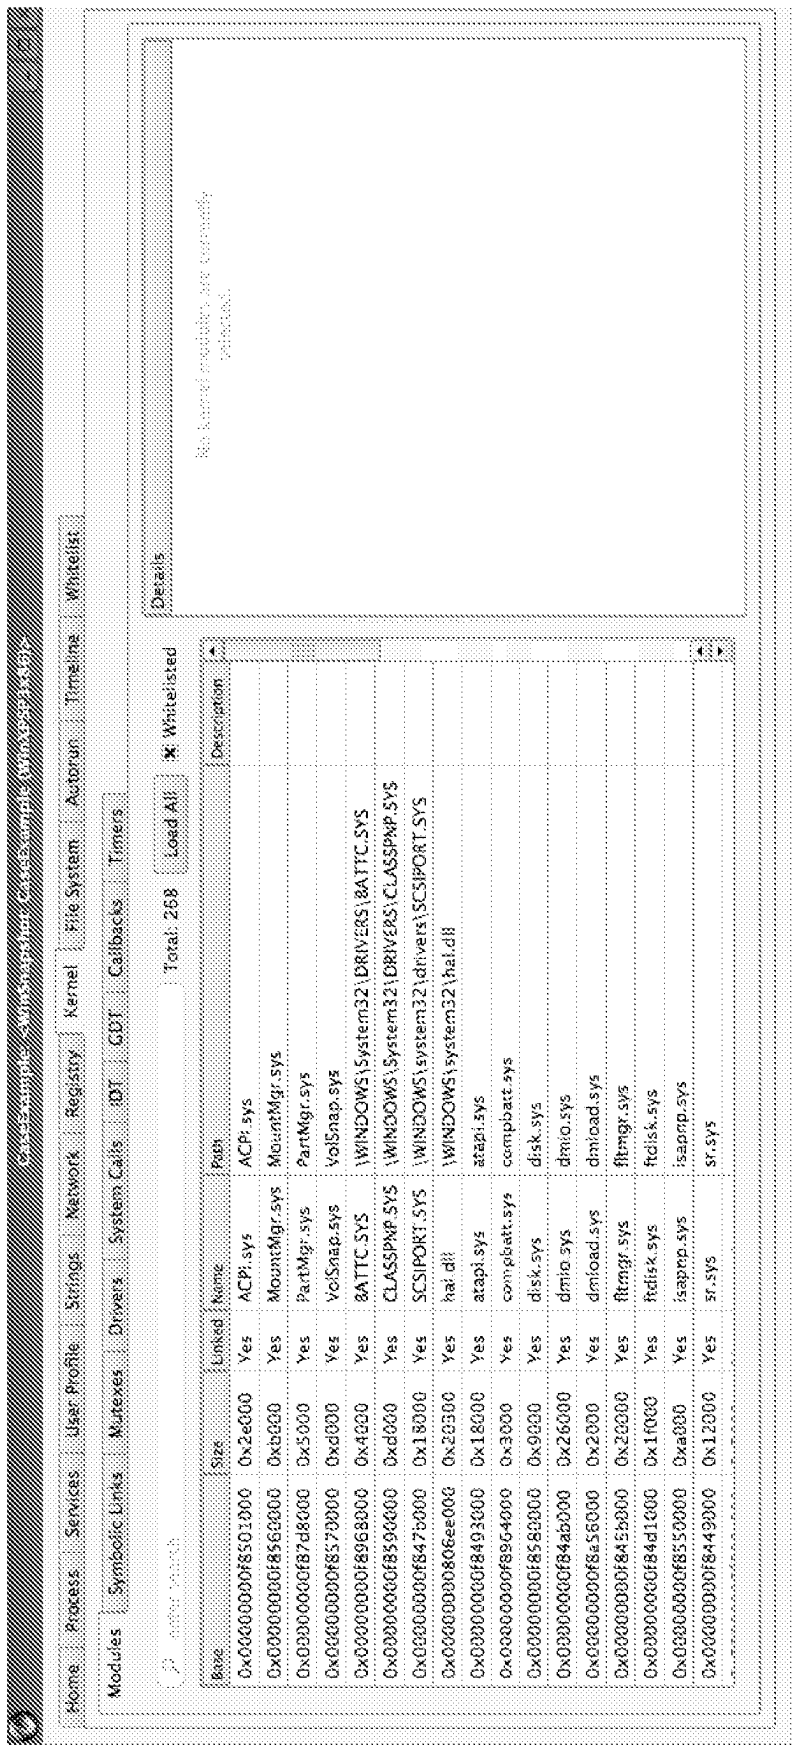 Home Process Services User Profile Strings Network Registry Kernel File System Autorun Timeline Whitelist
Modules Symbolic Links Mutexes Drivers System Calls IDT GDT Callbacks Timers
Total: 268 Load All Whitelisted
Details
No kernel modules are currently
selected.
Base Size Linked Name Path Description
0x00000000f8501000 0x2e000 Yes ACPI.sys ACPI.sys
0x00000000f8560000 0xb000 Yes MountMgr.sys MountMgr.sys
0x00000000f87d8000 0x5000 Yes PartMgr.sys PartMgr.sys
0x00000000f8570000 0xd000 Yes VolSnap.sys VolSnap.sys
0x00000000f8968000 0x4000 Yes BATTC.SYS \WINDOWS\System32\DRIVERS\BATTC.SYS
0x00000000f8590000 0xd000 Yes CLASSPNP.SYS \WINDOWS\System32\DRIVERS\CLASSPNP.SYS
0x00000000f847b000 0x18000 Yes SCSIPORT.SYS \WINDOWS\system32\drivers\SCSIPORT.SYS
0x00000000806ee000 0x20300 Yes hal.dll \WINDOWS\system32\hal.dll
0x00000000f8493000 0x18000 Yes atapi.sys atapi.sys
0x00000000f8964000 0x3000 Yes compbatt.sys compbatt.sys
0x00000000f8580000 0x9000 Yes disk.sys disk.sys
0x00000000f84ab000 0x26000 Yes dmio.sys dmio.sys
0x00000000f8a56000 0x2000 Yes dmload.sys dmload.sys
0x00000000f845b000 0x20000 Yes fltmgr.sys fltmgr.sys
0x00000000f84d1000 0x1f000 Yes ftdisk.sys ftdisk.sys
0x00000000f8550000 0xa000 Yes isapnp.sys isapnp.sys
0x00000000f8449000 0x12000 Yes sr.sys sr.sys